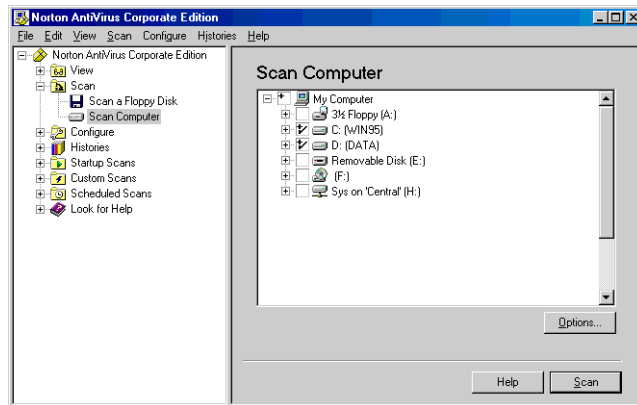 Norton AntiVirus Corporate Edition
File Edit View Scan Configure Histories Help
Norton AntiVirus Corporate Edition
View
Scan
Scan a Floppy Disk
Scan Computer
Configure
Histories
Startup Scans
Custom Scans
Scheduled Scans
Look for Help
Scan Computer
My Computer
3½ Floppy (A:)
C: (WIN95)
D: (DATA)
Removable Disk (E:)
(F:)
Sys on 'Central' (H:)
Options...
Help
Scan